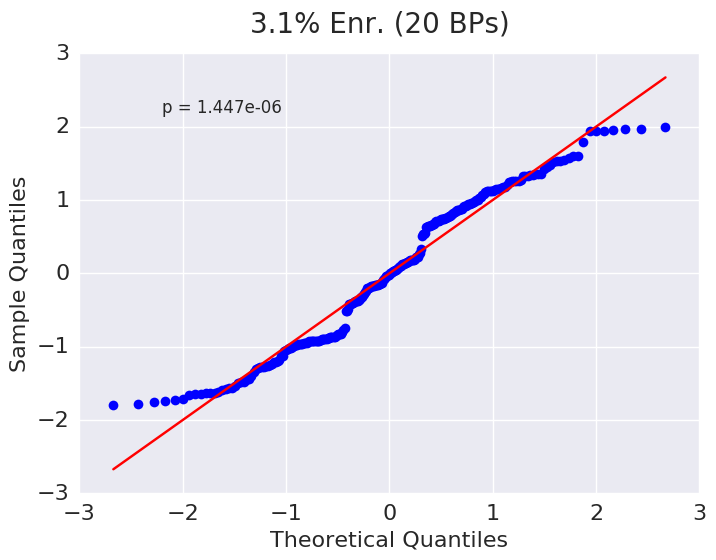 3.1% Enr. (20 BPs)
3
p = 1.447e-06
2
1
0
−1
−2
−3
Sample Quantiles
−3 −2 −1 0 1 2 3
Theoretical Quantiles